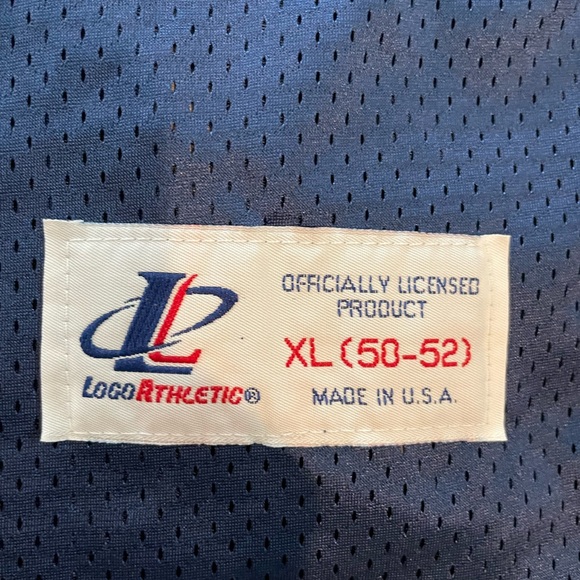 LOGO ATHLETIC®
OFFICIALLY LICENSED
PRODUCT
XL (50-52)
MADE IN U.S.A.